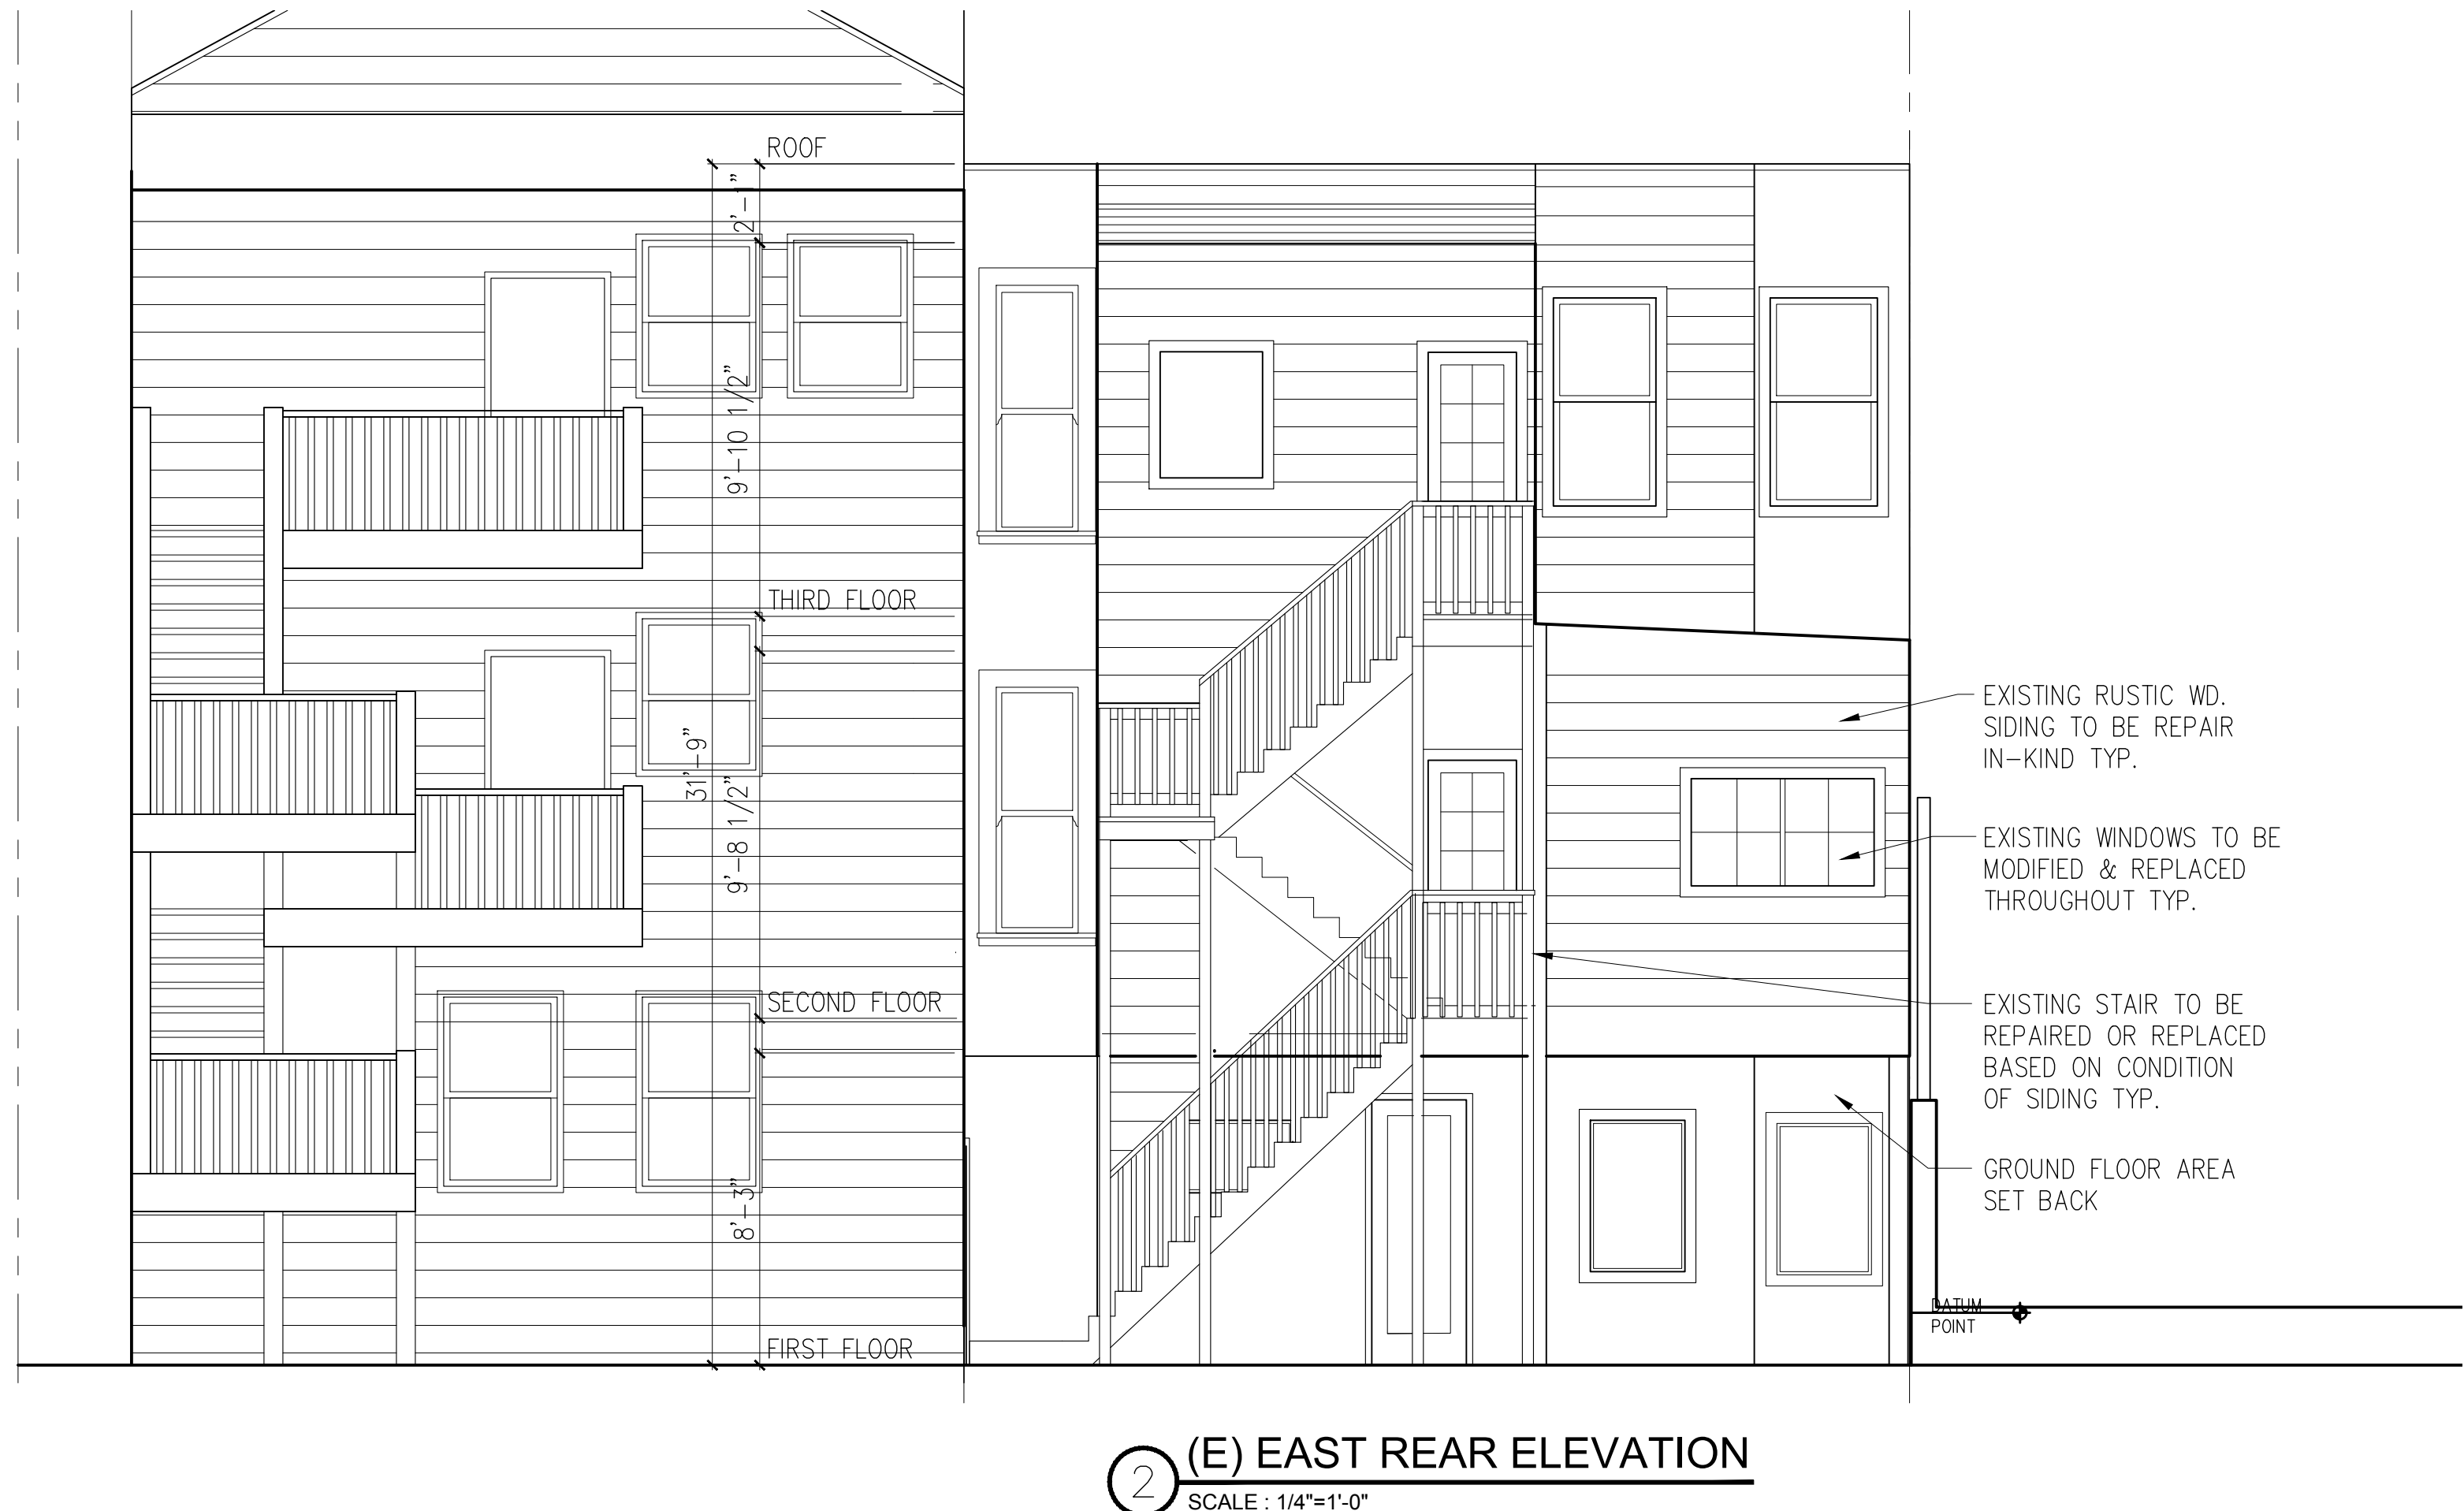 ROOF
2'-1"
9'-10 1/2"
THIRD FLOOR
31'-9"
9'-8 1/2"
SECOND FLOOR
8'-3"
FIRST FLOOR
EXISTING RUSTIC WD.
SIDING TO BE REPAIR
IN-KIND TYP.
EXISTING WINDOWS TO BE
MODIFIED & REPLACED
THROUGHOUT TYP.
EXISTING STAIR TO BE
REPAIRED OR REPLACED
BASED ON CONDITION
OF SIDING TYP.
GROUND FLOOR AREA
SET BACK
DATUM
POINT
2
(E) EAST REAR ELEVATION
SCALE : 1/4"=1'-0"